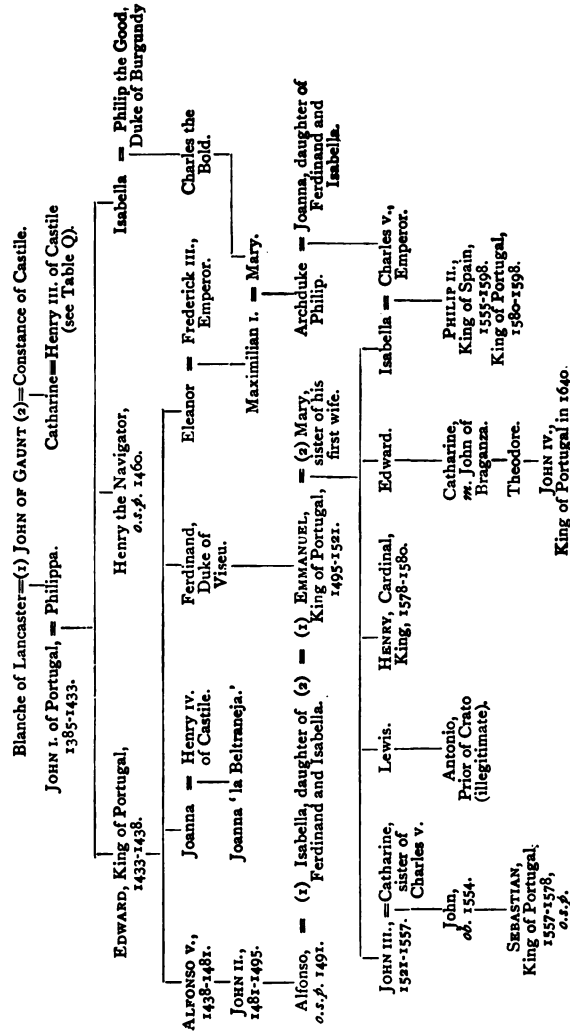 Blanche of Lancaster=(1) JOHN OF GAUNT (2)=Constance of Castile.
JOHN I. of Portugal, = Philippa.
1385-1433.
Catharine=Henry III. of Castile
(see Table Q).
EDWARD, King of Portugal,
1433-1438.
Henry the Navigator,
o.s.p. 1460.
Isabella = Philip the Good,
Duke of Burgundy
ALFONSO V.,
1438-1481.
Joanna = Henry IV.
of Castile.
Ferdinand,
Duke of
Viseu.
Eleanor = Frederick III.,
Emperor.
Charles the
Bold.
JOHN II.,
1481-1495.
Joanna ‘la Beltraneja.’
Maximilian I. = Mary.
Alfonso, = (1) Isabella, daughter of (2) = (1) EMMANUEL, = (2) Mary,
o.s.p. 1491.
Ferdinand and Isabella.
King of Portugal,
1495-1521.
sister of his
first wife.
Archduke = Joanna, daughter of
Philip.
Ferdinand and
Isabella.
JOHN III.,=Catharine,
1521-1557.
sister of
Charles V.
Lewis.
HENRY, Cardinal,
King, 1578-1580.
Edward.
Isabella = Charles V.,
Emperor.
John,
ob. 1554.
Antonio,
Prior of Crato
(illegitimate).
Catharine,
m. John of
Braganza.
PHILIP II.,
King of Spain,
1555-1598.
King of Portugal,
1580-1598.
SEBASTIAN,
King of Portugal,
1557-1578,
o.s.p.
Theodore.
JOHN IV.,
King of Portugal in 1640.